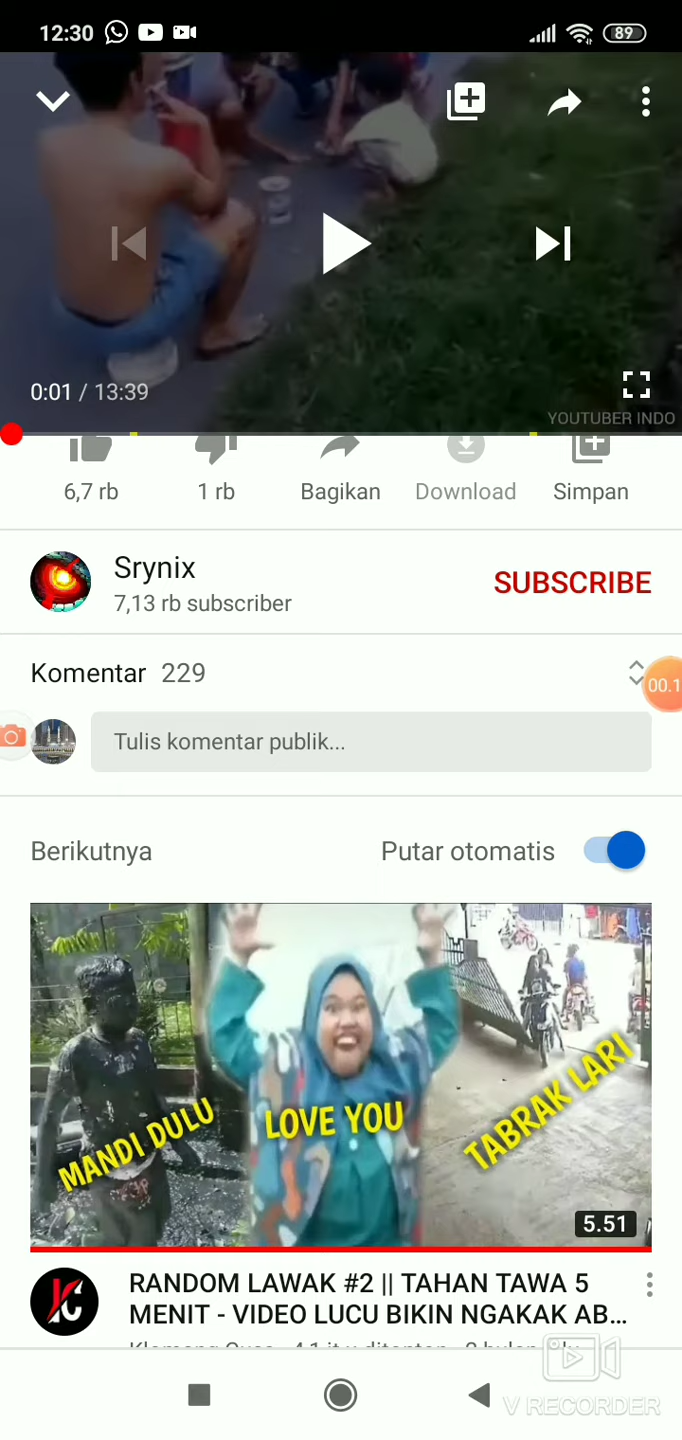 12:30
89
0:01 / 13:39
YOUTUBER INDO
6,7 rb
1 rb
Bagikan
Download
Simpan
Srynix
7,13 rb subscriber
SUBSCRIBE
Komentar 229
00.1
Tulis komentar publik...
Berikutnya
Putar otomatis
MANDI DULU
LOVE YOU
TABRAK LARI
5.51
RANDOM LAWAK #2 || TAHAN TAWA 5
MENIT - VIDEO LUCU BIKIN NGAKAK AB...
V RECORDER